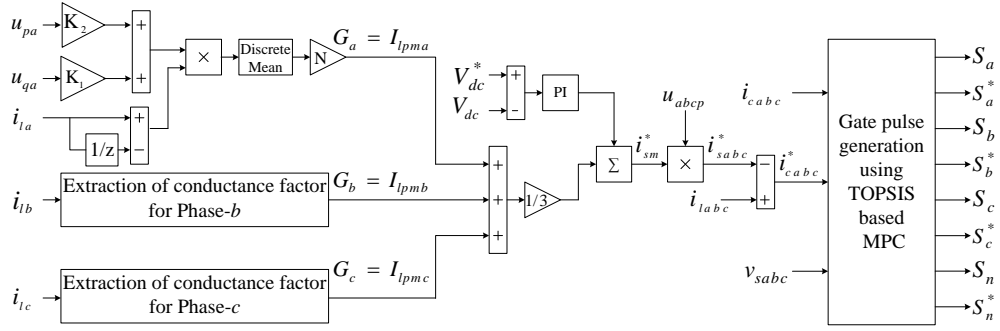 u_pa
K_2
+
+
u_qa
K_1
×
Discrete
Mean
N
G_a = I_lpma
i_la
+
−
1/z
i_lb
Extraction of conductance factor
for Phase-b
G_b = I_lpmb
i_lc
Extraction of conductance factor
for Phase-c
G_c = I_lpmc
+
+
+
1/3
V_dc^*
V_dc
+
−
PI
Σ
i_sm^*
u_abcp
×
i_sabc^*
i_labc
−
+
i_cabc^*
i_cabc
v_sabc
Gate pulse
generation
using
TOPSIS
based
MPC
S_a
S_a^*
S_b
S_b^*
S_c
S_c^*
S_n
S_n^*